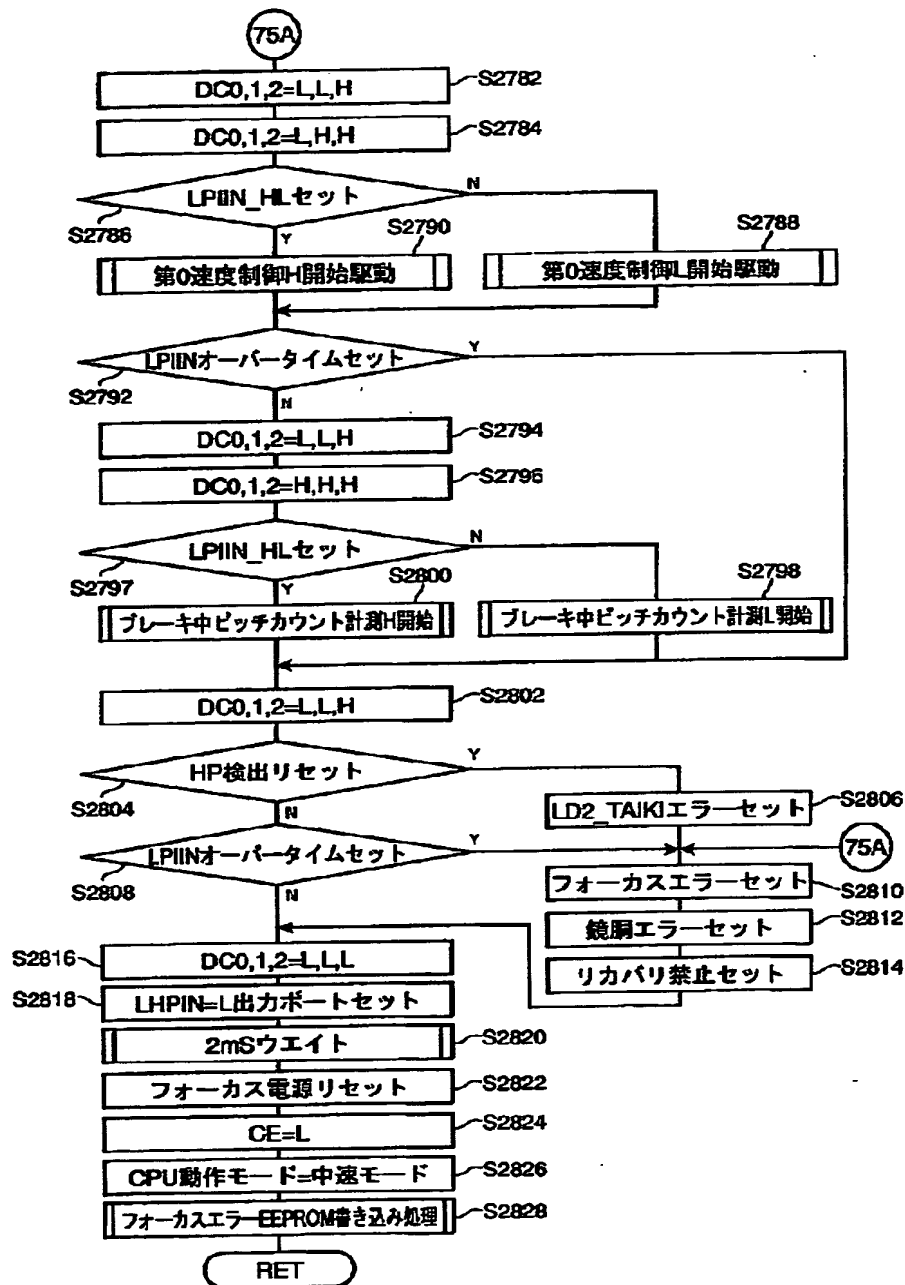 75A
DC0,1,2=L,L,H
S2782
DC0,1,2=L,H,H
S2784
LPIIN_HLセット
N
S2786
Y
S2790
S2788
第0速度制御H開始駆動
第0速度制御L開始駆動
LPIINオーバータイムセット
Y
S2792
N
DC0,1,2=L,L,H
S2794
DC0,1,2=H,H,H
S2796
LPIIN_HLセット
N
S2797
Y
S2800
S2798
ブレーキ中ピッチカウント計測H開始
ブレーキ中ピッチカウント計測L開始
DC0,1,2=L,L,H
S2802
HP検出リセット
Y
S2804
N
LD2_TAIKIエラーセット
S2806
LPIINオーバータイムセット
Y
75A
S2808
N
フォーカスエラーセット
S2810
鏡胴エラーセット
S2812
リカバリ禁止セット
S2814
S2816
DC0,1,2=L,L,L
S2818
LHPIN=L出力ポートセット
2mSウエイト
S2820
フォーカス電源リセット
S2822
CE=L
S2824
CPU動作モード=中速モード
S2826
フォーカスエラーEEPROM書き込み処理
S2828
RET